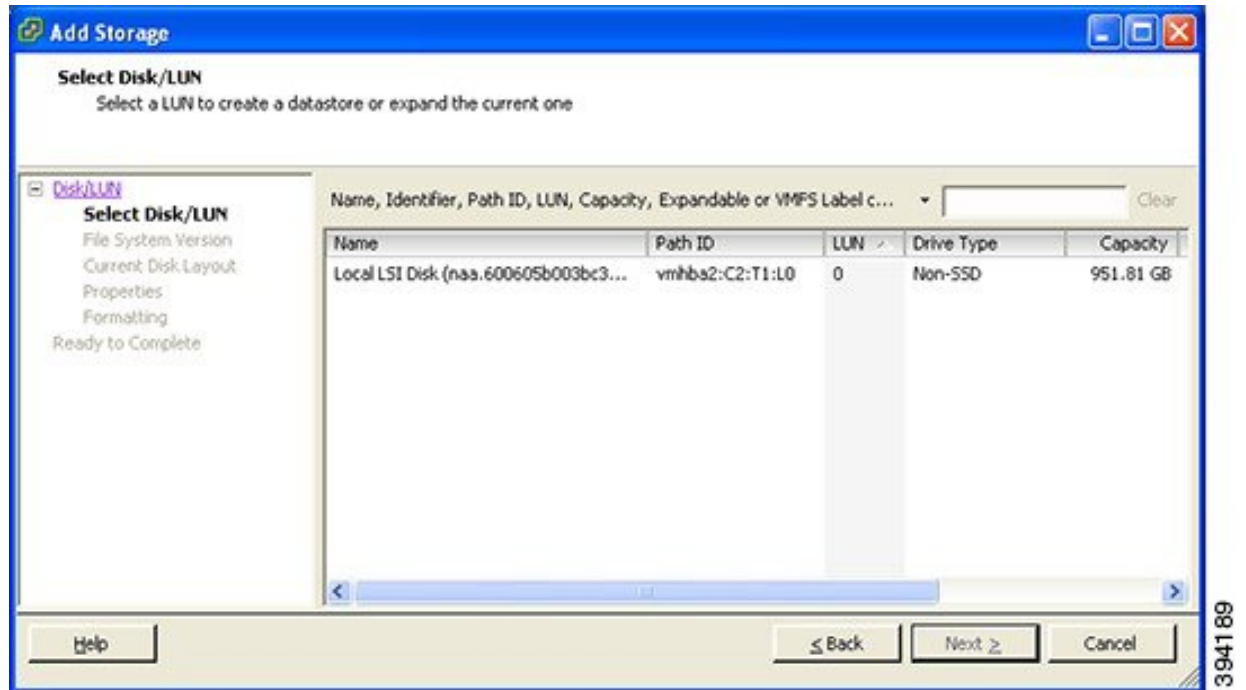 Add Storage
Select Disk/LUN
Select a LUN to create a datastore or expand the current one
Disk/LUN
Select Disk/LUN
File System Version
Current Disk Layout
Properties
Formatting
Ready to Complete
Name, Identifier, Path ID, LUN, Capacity, Expandable or VMFS Label c... Clear
Name Path ID LUN Drive Type Capacity
Local LSI Disk (naa.600605b003bc3... vmhba2:C2:T1:L0 0 Non-SSD 951.81 GB
Help ≤ Back Next ≥ Cancel
394189